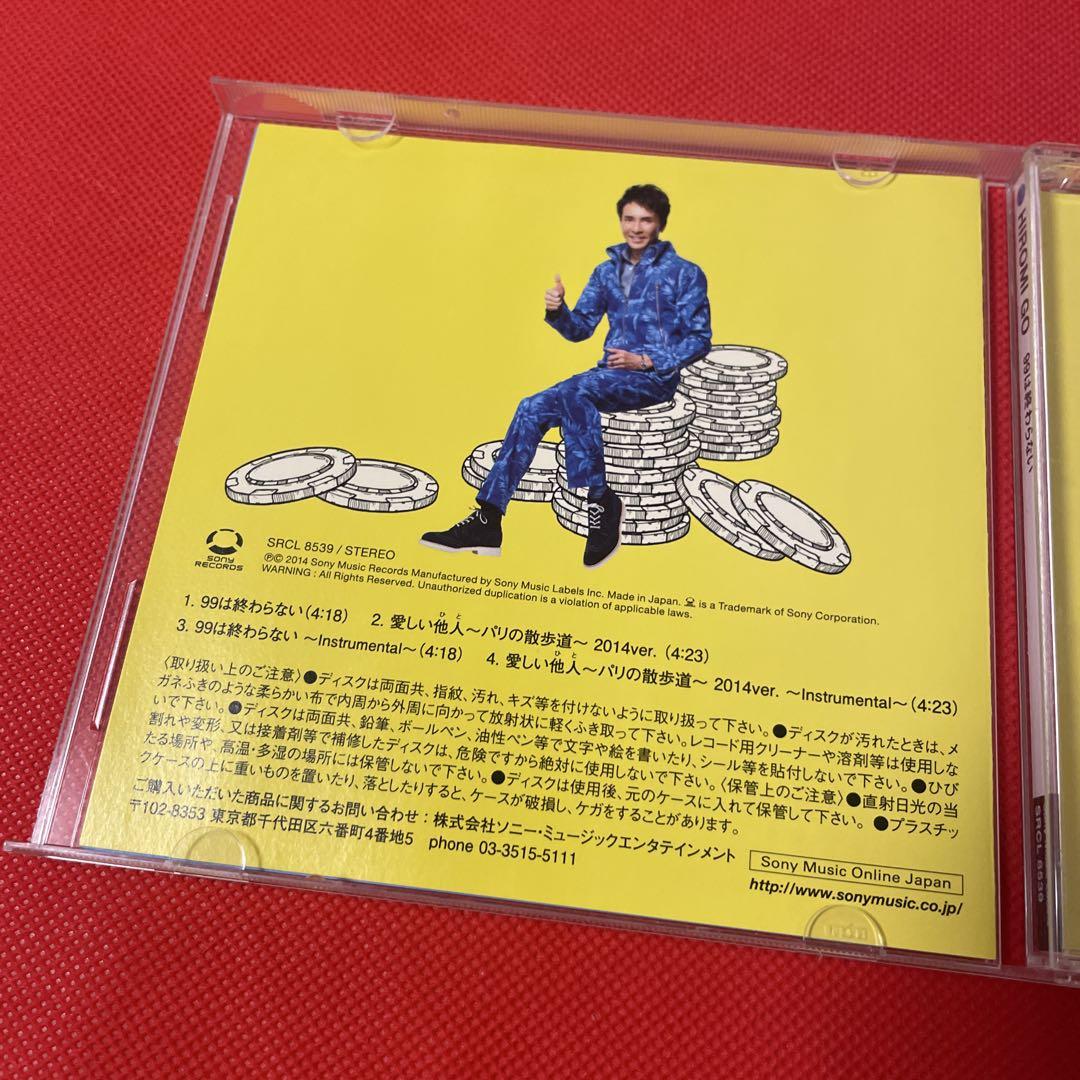 SONY
RECORDS
SRCL 8539 / STEREO
℗© 2014 Sony Music Records Manufactured by Sony Music Labels Inc. Made in Japan. is a Trademark of Sony Corporation.
WARNING : All Rights Reserved. Unauthorized duplication is a violation of applicable laws.
1. 99は終わらない(4:18) 2. 愛しい他人～パリの散歩道～ 2014ver. (4:23)
ひと
3. 99は終わらない ～Instrumental～(4:18) 4. 愛しい他人～パリの散歩道～ 2014ver. ～Instrumental～(4:23)
ひと
〈取り扱い上のご注意〉●ディスクは両面共、指紋、汚れ、キズ等を付けないように取り扱って下さい。●ディスクが汚れたときは、メ
ガネふきのような柔らかい布で内周から外周に向かって放射状に軽くふき取って下さい。レコード用クリーナーや溶剤等は使用しな
いで下さい。●ディスクは両面共、鉛筆、ボールペン、油性ペン等で文字や絵を書いたり、シール等を貼付しないで下さい。●ひび
割れや変形、又は接着剤等で補修したディスクは、危険ですから絶対に使用しないで下さい。〈保管上のご注意〉●直射日光の当
たる場所や、高温・多湿の場所には保管しないで下さい。●ディスクは使用後、元のケースに入れて保管して下さい。●プラスチッ
クケースの上に重いものを置いたり、落としたりすると、ケースが破損し、ケガをすることがあります。
ご購入いただいた商品に関するお問い合わせ：株式会社ソニー・ミュージックエンタテインメント
〒102-8353 東京都千代田区六番町4番地5 phone 03-3515-5111
Sony Music Online Japan
http://www.sonymusic.co.jp/
HIROMI GO 99は終わらない
SRCL 8539